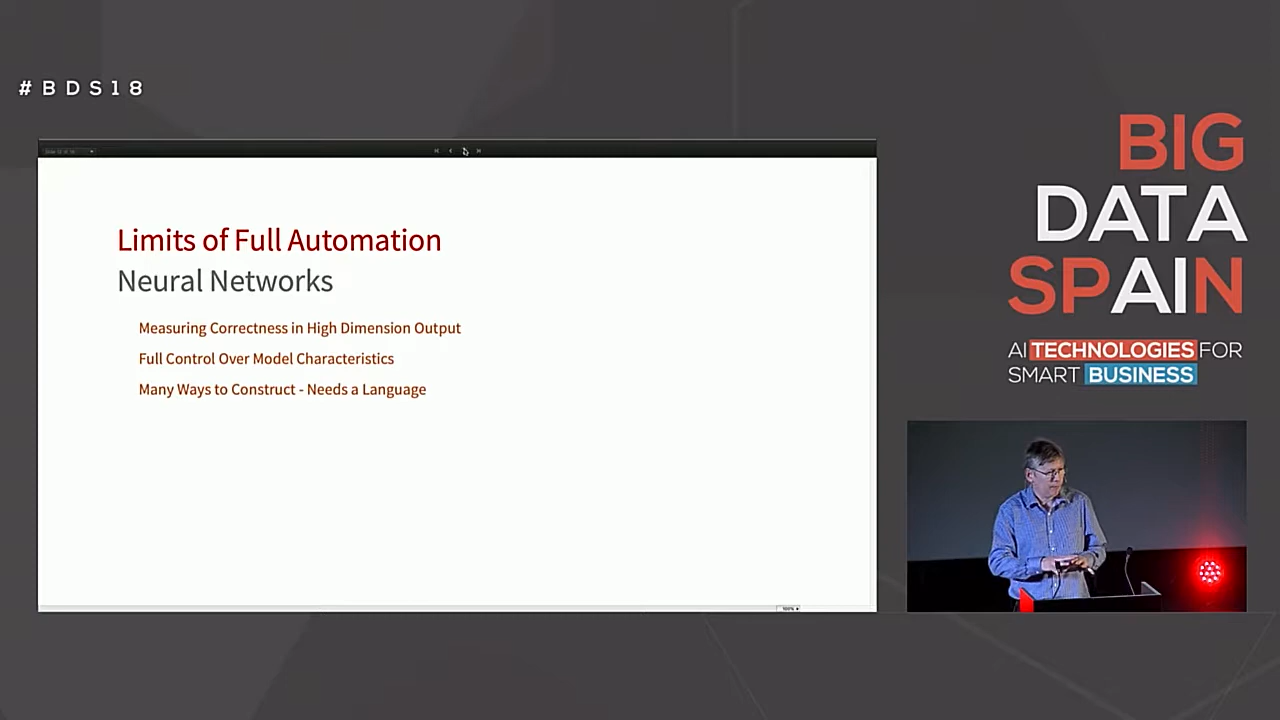 #BDS18
Limits of Full Automation
Neural Networks
Measuring Correctness in High Dimension Output
Full Control Over Model Characteristics
Many Ways to Construct - Needs a Language
100%
BIG
DATA
SPAIN
AI TECHNOLOGIES FOR
SMART BUSINESS